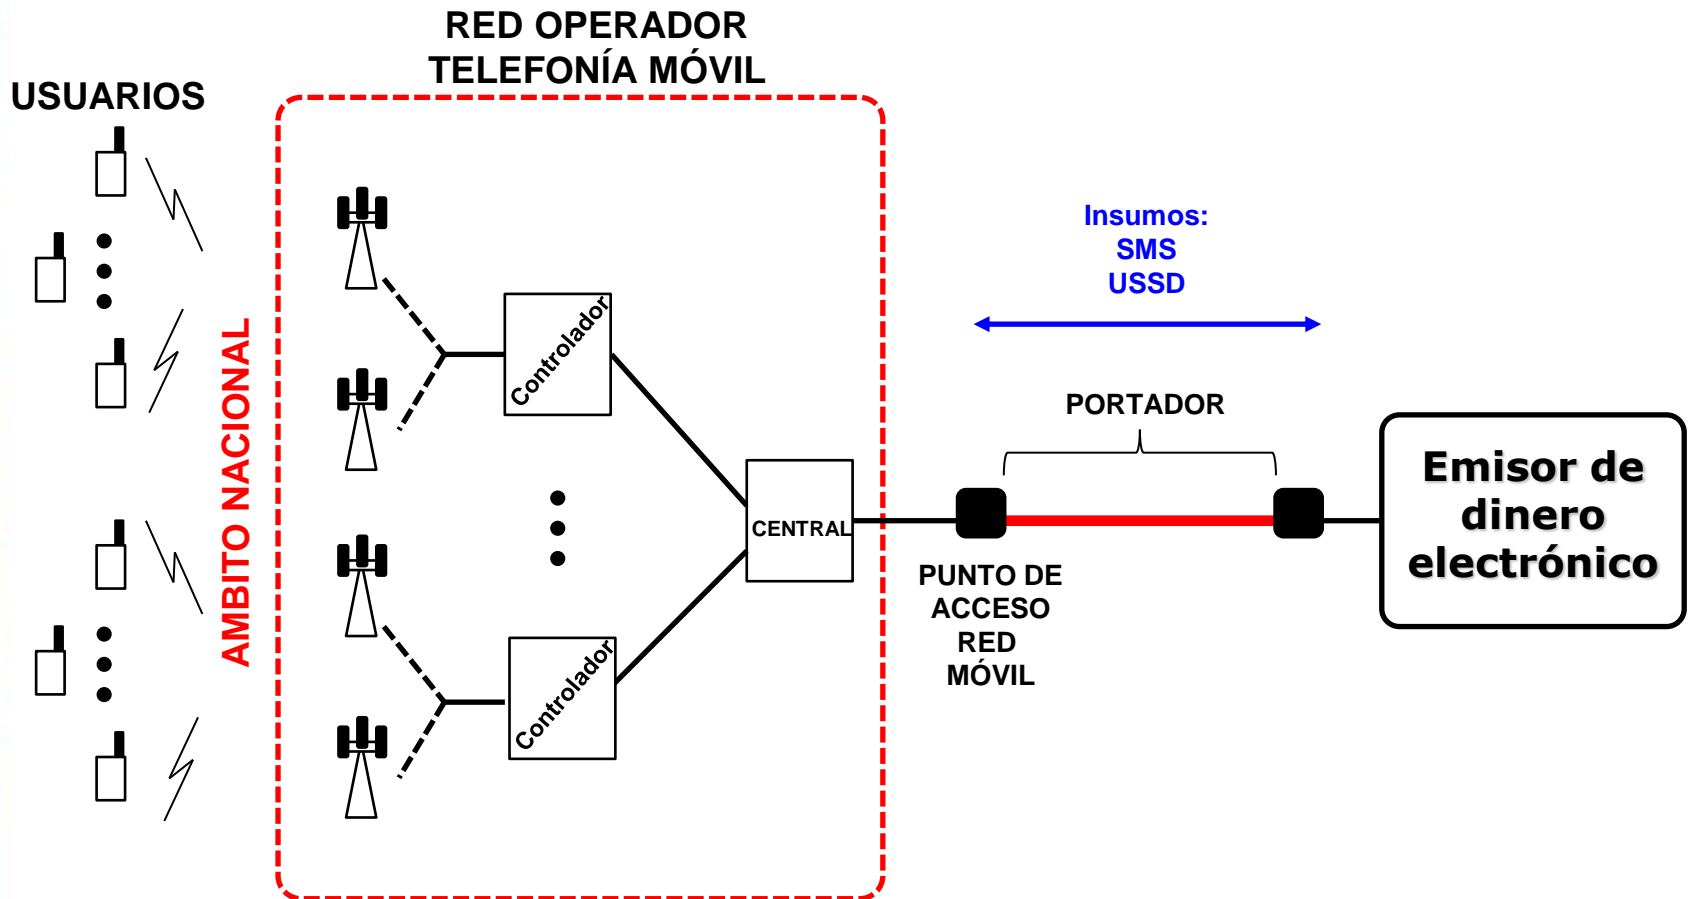 RED OPERADOR
TELEFONÍA MÓVIL
USUARIOS
AMBITO NACIONAL
Controlador
Controlador
CENTRAL
Insumos:
SMS
USSD
PORTADOR
PUNTO DE
ACCESO
RED
MÓVIL
Emisor de
dinero
electrónico